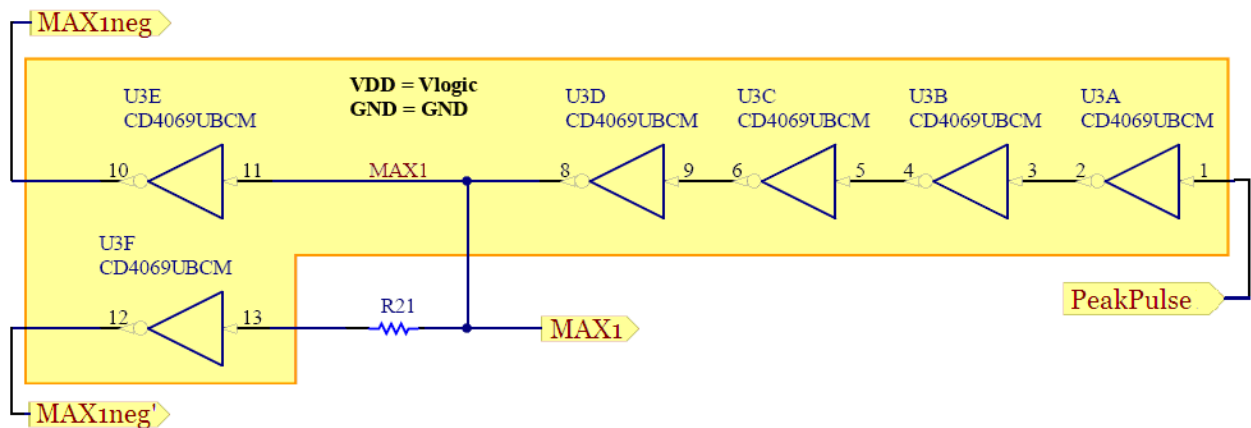 MAX1neg
VDD = Vlogic
GND = GND
U3E
CD4069UBCM
U3D
CD4069UBCM
U3C
CD4069UBCM
U3B
CD4069UBCM
U3A
CD4069UBCM
10
11
MAX1
8
9
6
5
4
3
2
1
U3F
CD4069UBCM
12
13
R21
MAX1
PeakPulse
MAX1neg'